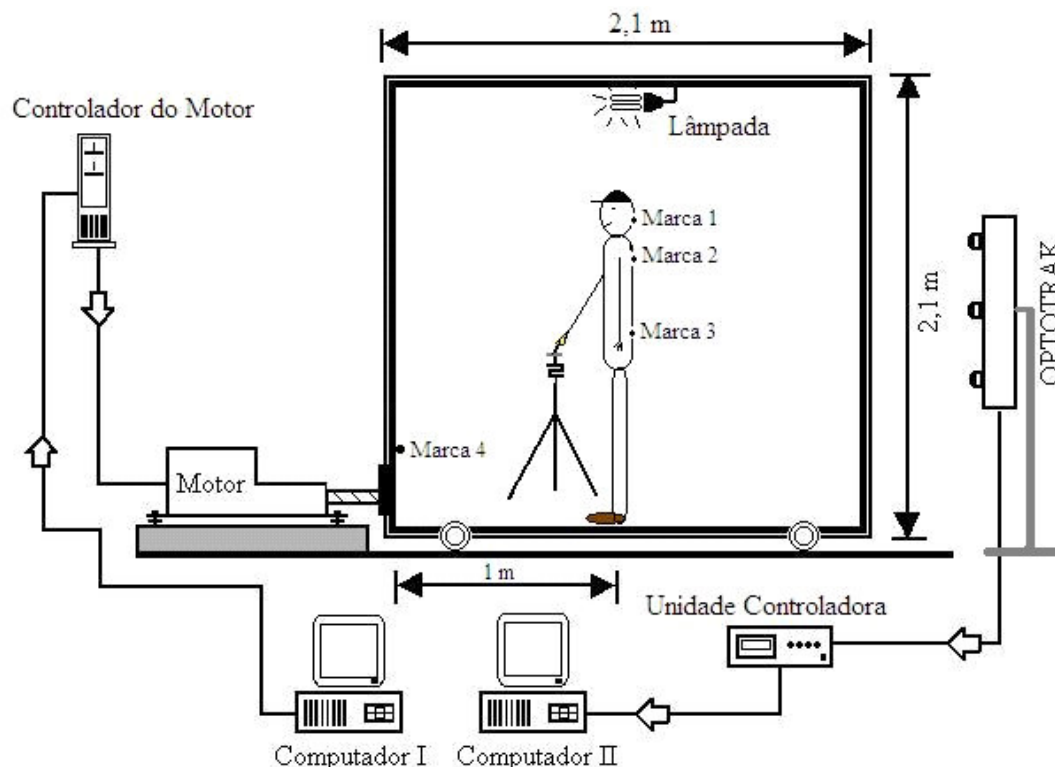 2,1 m
Controlador do Motor
Lâmpada
Marca 1
Marca 2
Marca 3
2,1 m
OPTOTRAK
Marca 4
Motor
1 m
Unidade Controladora
Computador I
Computador II